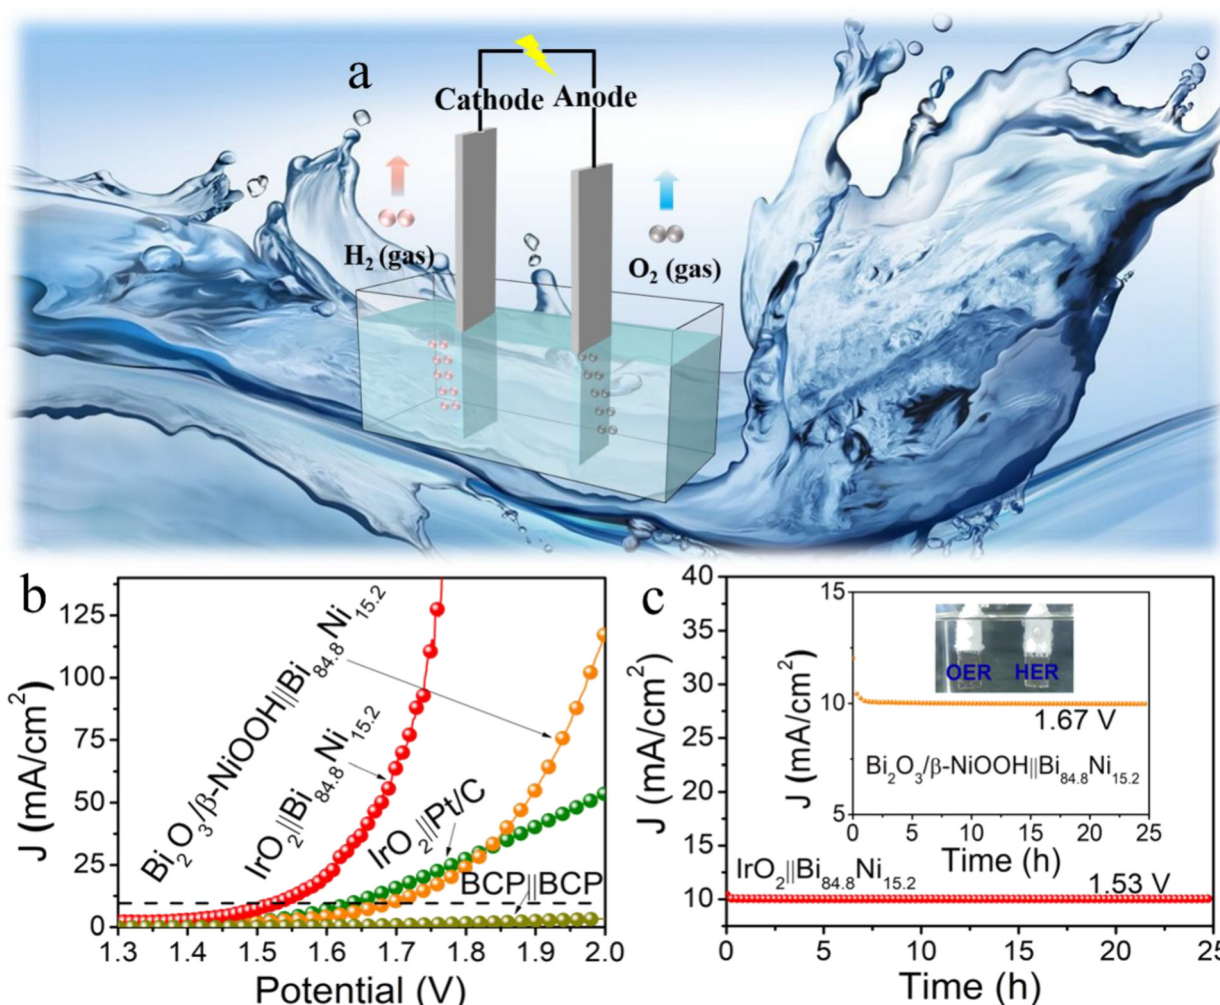 a
Cathode Anode
H₂ (gas)
O₂ (gas)
b
J (mA/cm²)
125
100
75
50
25
0
Bi₂O₃/β-NiOOH||Bi₈₄.₈Ni₁₅.₂
IrO₂||Bi₈₄.₈Ni₁₅.₂
IrO₂//Pt/C
BCP||BCP
1.3 1.4 1.5 1.6 1.7 1.8 1.9 2.0
Potential (V)
c
J (mA/cm²)
40
35
30
25
20
15
10
15
10
5
J (mA/cm²)
OER HER
1.67 V
Bi₂O₃/β-NiOOH||Bi₈₄.₈Ni₁₅.₂
0 5 10 15 20 25
Time (h)
IrO₂||Bi₈₄.₈Ni₁₅.₂
1.53 V
0 5 10 15 20 25
Time (h)